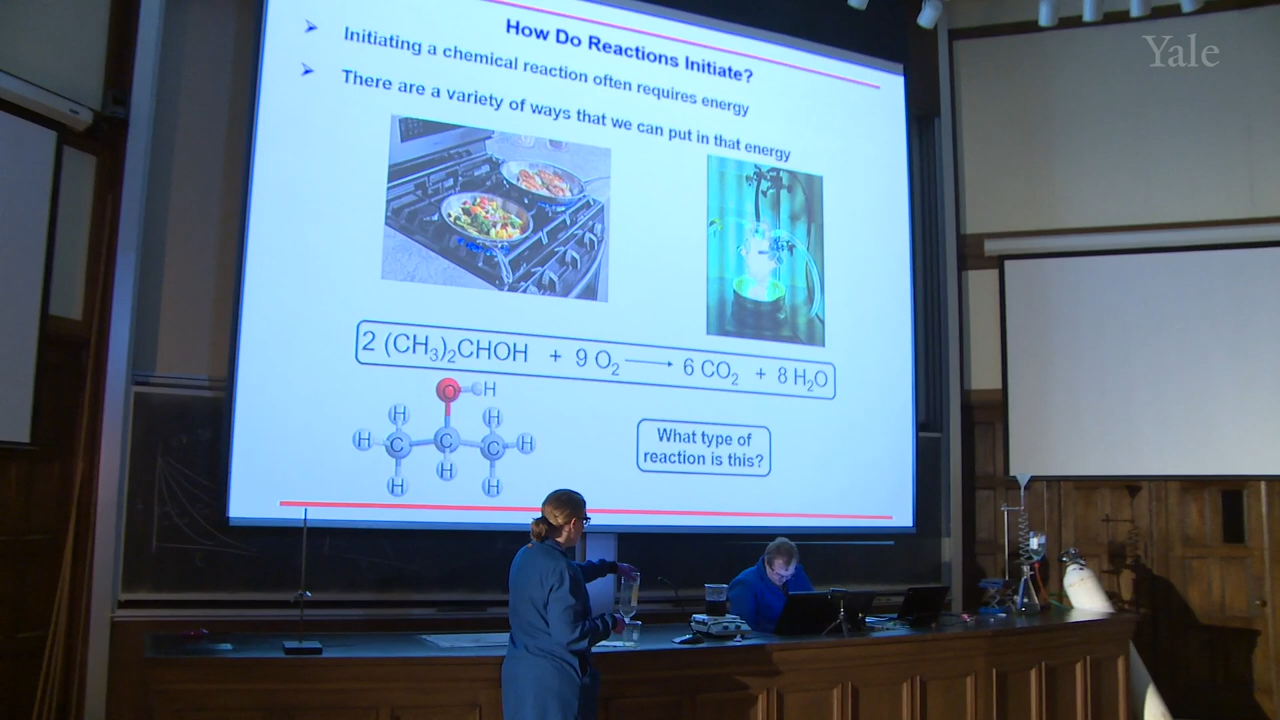 Yale
How Do Reactions Initiate?
➤ Initiating a chemical reaction often requires energy
➤ There are a variety of ways that we can put in that energy
2 (CH₃)₂CHOH + 9 O₂ ⟶ 6 CO₂ + 8 H₂O
O H
H H
H C C C H
H
H H
What type of
reaction is this?